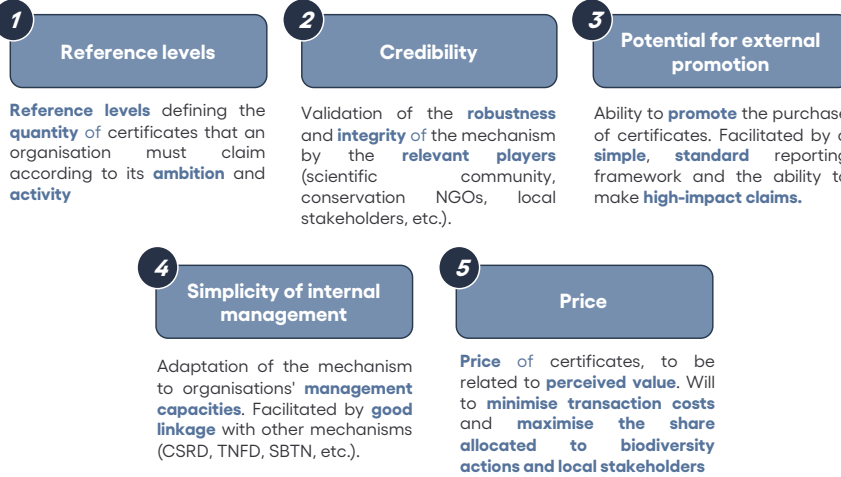 1
Reference levels
Reference levels defining the
quantity of certificates that an
organisation must claim
according to its ambition and
activity
2
Credibility
Validation of the robustness
and integrity of the mechanism
by the relevant players
(scientific community,
conservation NGOs, local
stakeholders, etc.).
3
Potential for external
promotion
Ability to promote the purchase
of certificates. Facilitated by a
simple, standard reporting
framework and the ability to
make high-impact claims.
4
Simplicity of internal
management
Adaptation of the mechanism
to organisations' management
capacities. Facilitated by good
linkage with other mechanisms
(CSRD, TNFD, SBTN, etc.).
5
Price
Price of certificates, to be
related to perceived value. Will
to minimise transaction costs
and maximise the share
allocated to biodiversity
actions and local stakeholders